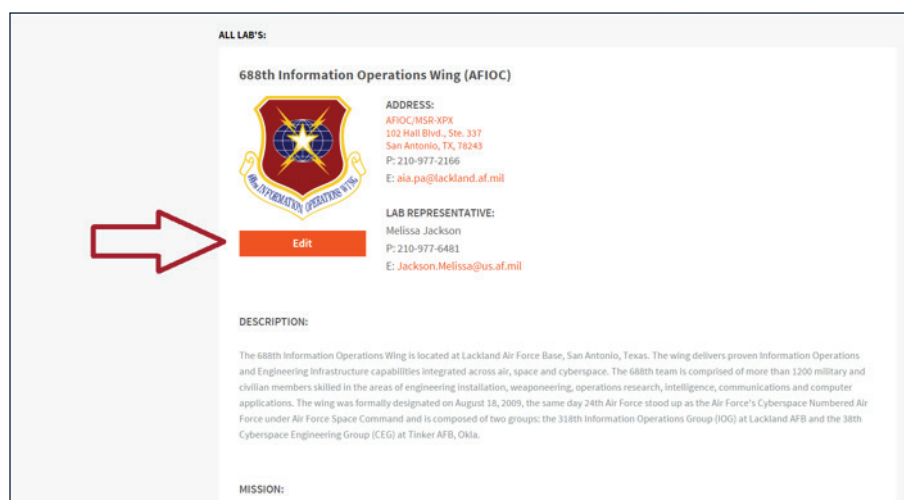 ALL LAB'S:
688th Information Operations Wing (AFIOC)
688TH INFORMATION OPERATIONS WING
Edit
ADDRESS:
AFIOC/MSR-XPX
102 Hall Blvd., Ste. 337
San Antonio, TX, 78243
P: 210-977-2166
E: aia.pa@lackland.af.mil
LAB REPRESENTATIVE:
Melissa Jackson
P: 210-977-6481
E: Jackson.Melissa@us.af.mil
DESCRIPTION:
The 688th Information Operations Wing is located at Lackland Air Force Base, San Antonio, Texas. The wing delivers proven Information Operations
and Engineering Infrastructure capabilities integrated across air, space and cyberspace. The 688th team is comprised of more than 1200 military and
civilian members skilled in the areas of engineering installation, weaponeering, operations research, intelligence, communications and computer
applications. The wing was formally designated on August 18, 2009, the same day 24th Air Force stood up as the Air Force's Cyberspace Numbered Air
Force under Air Force Space Command and is composed of two groups: the 318th Information Operations Group (IOG) at Lackland AFB and the 38th
Cyberspace Engineering Group (CEG) at Tinker AFB, Okla.
MISSION: